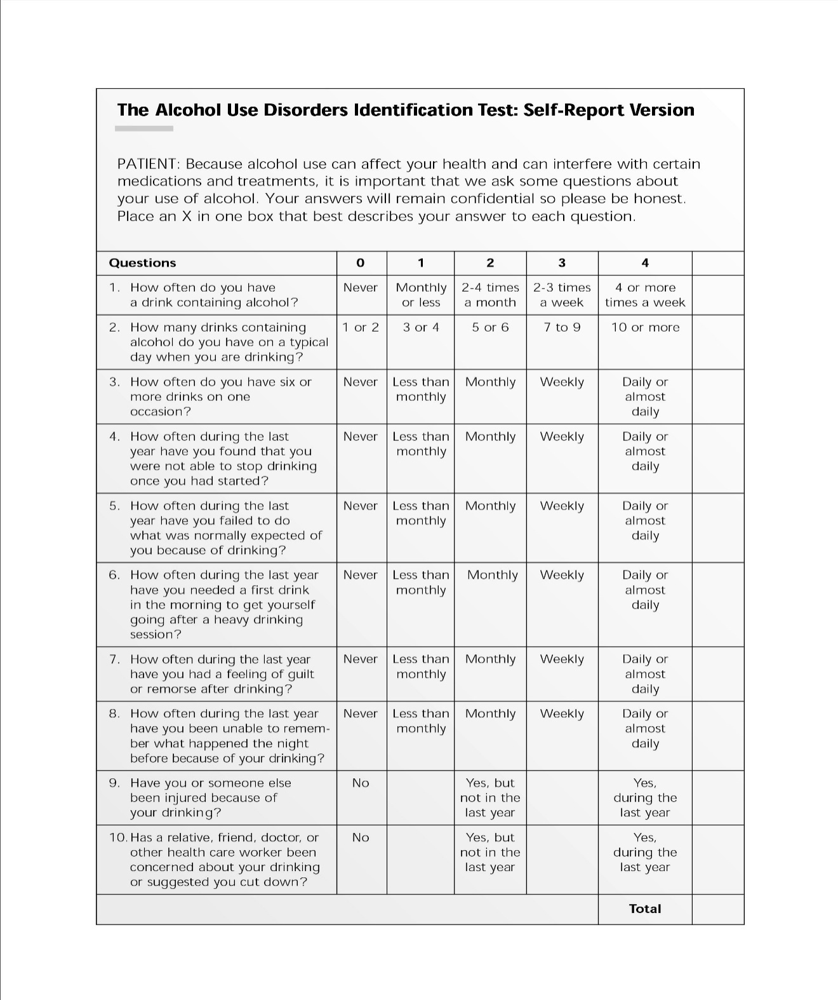 The Alcohol Use Disorders Identification Test: Self-Report Version
PATIENT: Because alcohol use can affect your health and can interfere with certain
medications and treatments, it is important that we ask some questions about
your use of alcohol. Your answers will remain confidential so please be honest.
Place an X in one box that best describes your answer to each question.
Questions 0 1 2 3 4
1. How often do you have Never Monthly 2-4 times 2-3 times 4 or more
a drink containing alcohol? or less a month a week times a week
2. How many drinks containing 1 or 2 3 or 4 5 or 6 7 to 9 10 or more
alcohol do you have on a typical
day when you are drinking?
3. How often do you have six or Never Less than Monthly Weekly Daily or
more drinks on one monthly almost
occasion? daily
4. How often during the last Never Less than Monthly Weekly Daily or
year have you found that you monthly almost
were not able to stop drinking daily
once you had started?
5. How often during the last Never Less than Monthly Weekly Daily or
year have you failed to do monthly almost
what was normally expected of daily
you because of drinking?
6. How often during the last year Never Less than Monthly Weekly Daily or
have you needed a first drink monthly almost
in the morning to get yourself daily
going after a heavy drinking
session?
7. How often during the last year Never Less than Monthly Weekly Daily or
have you had a feeling of guilt monthly almost
or remorse after drinking? daily
8. How often during the last year Never Less than Monthly Weekly Daily or
have you been unable to remem- monthly almost
ber what happened the night daily
before because of your drinking?
9. Have you or someone else No Yes, but Yes,
been injured because of not in the during the
your drinking? last year last year
10. Has a relative, friend, doctor, or No Yes, but Yes,
other health care worker been not in the during the
concerned about your drinking last year last year
or suggested you cut down?
Total